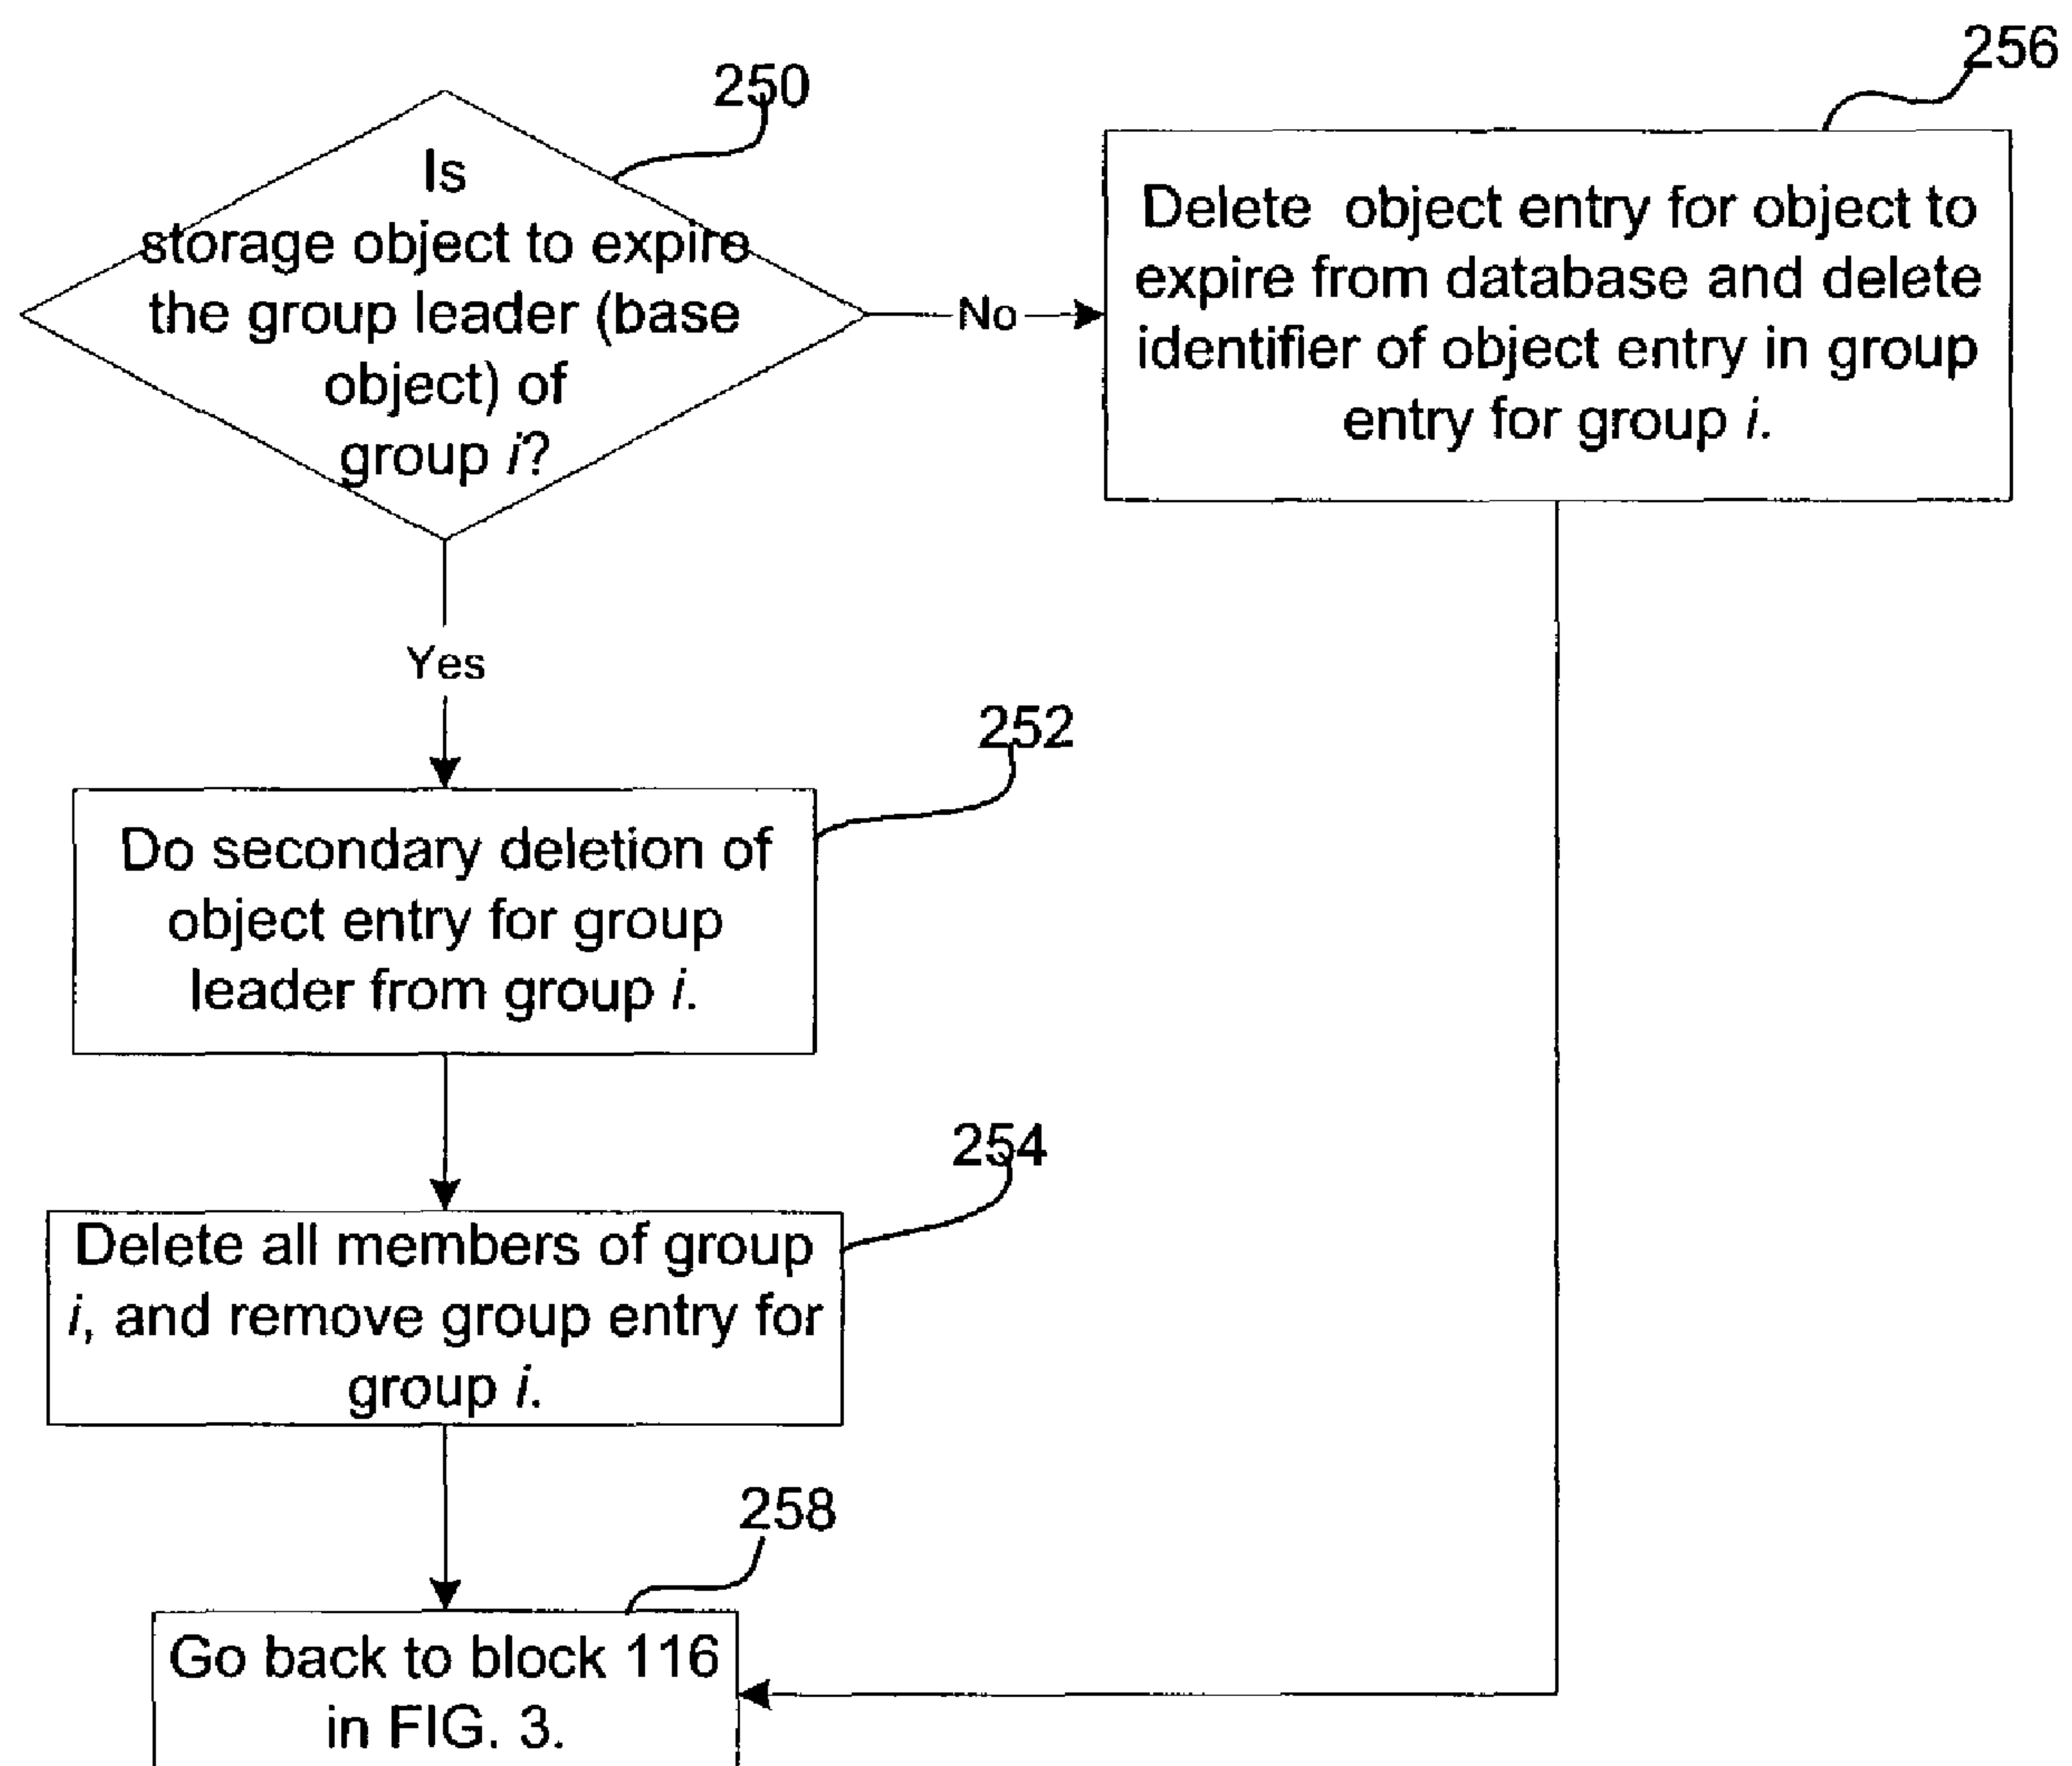 250
Is
storage object to expire
the group leader (base
object) of
group i?
No
256
Delete object entry for object to
expire from database and delete
identifier of object entry in group
entry for group i.
Yes
252
Do secondary deletion of
object entry for group
leader from group i.
254
Delete all members of group
i, and remove group entry for
group i.
258
Go back to block 116
in FIG. 3.